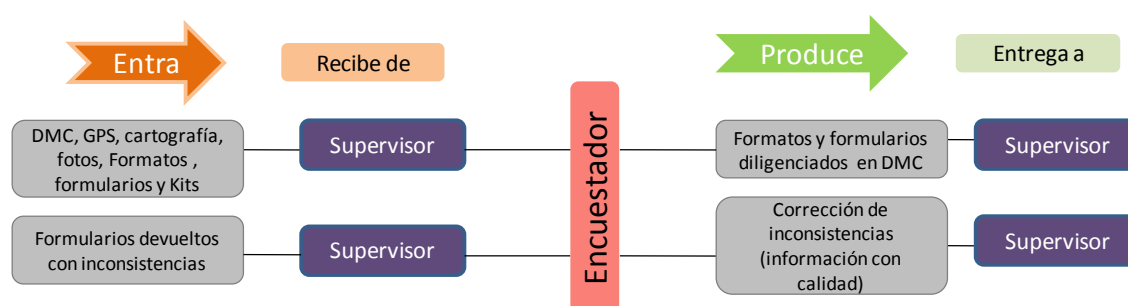 Entra
Recibe de
Produce
Entrega a
DMC, GPS, cartografía,
fotos, Formatos ,
formularios y Kits
Supervisor
Encuestador
Formatos y formularios
diligenciados en DMC
Supervisor
Formularios devueltos
con inconsistencias
Supervisor
Corrección de
inconsistencias
(información con
calidad)
Supervisor